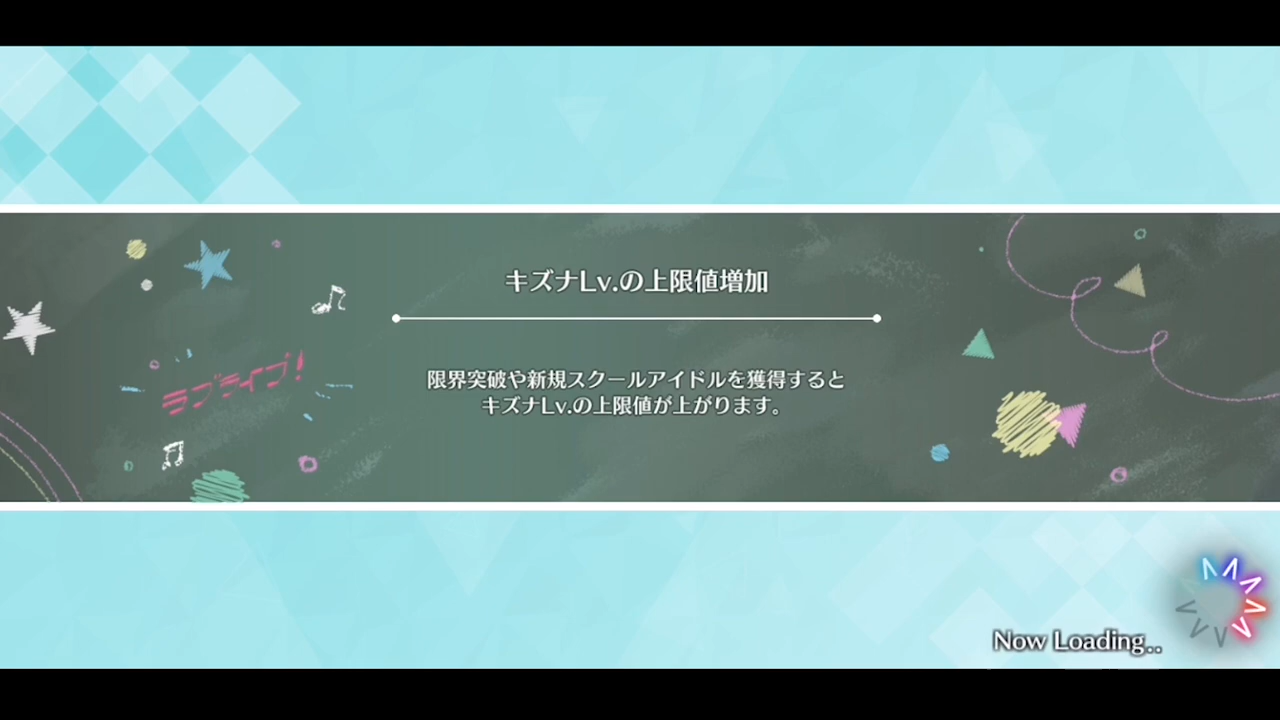 キズナLv.の上限値増加
ラブライブ!
限界突破や新規スクールアイドルを獲得すると
キズナLv.の上限値が上がります。
Now Loading..